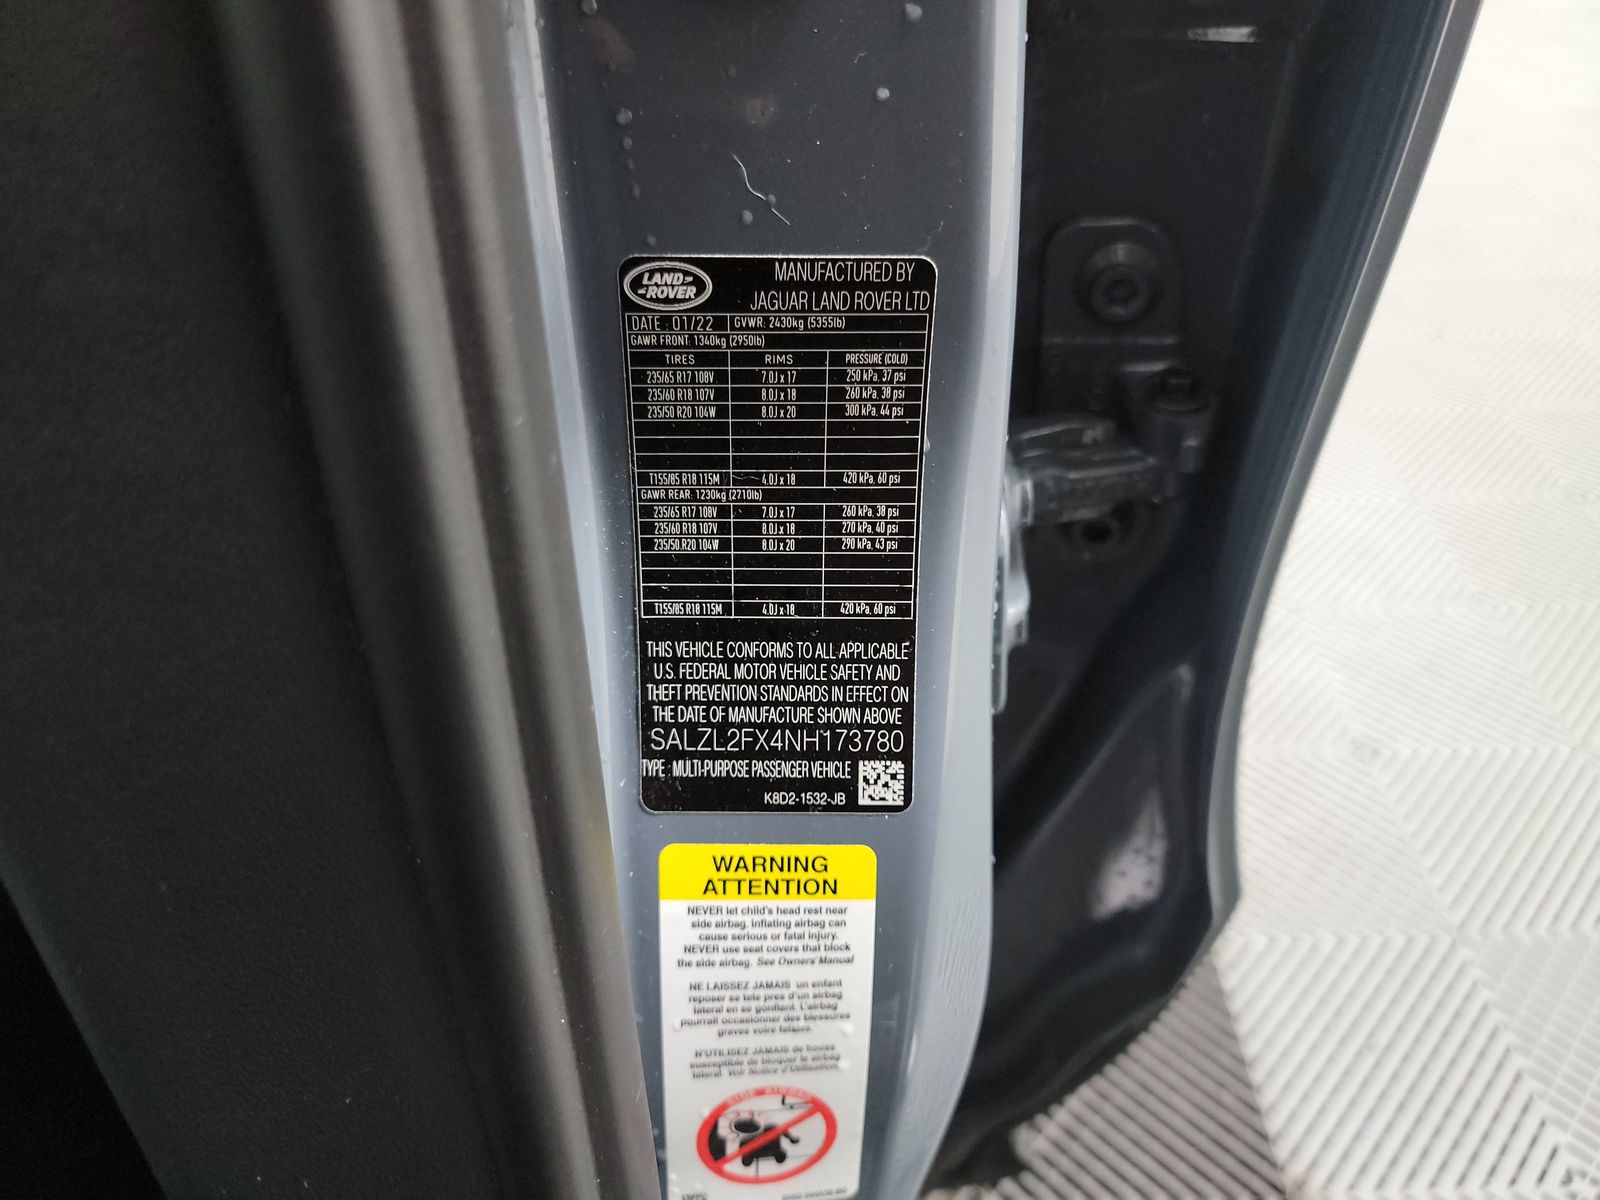 LAND
ROVER
MANUFACTURED BY
JAGUAR LAND ROVER LTD
DATE : 01/22 GVWR: 2430kg (5355lb)
GAWR FRONT: 1340kg (2950lb)
TIRES RIMS PRESSURE (COLD)
235/65 R17 108V 7.0J x 17 250 kPa, 37 psi
235/60 R18 107V 8.0J x 18 260 kPa, 38 psi
235/50 R20 104W 8.0J x 20 300 kPa, 44 psi
T155/85 R18 115M 4.0J x 18 420 kPa, 60 psi
GAWR REAR: 1230kg (2710lb)
235/65 R17 108V 7.0J x 17 260 kPa, 38 psi
235/60 R18 107V 8.0J x 18 270 kPa, 40 psi
235/50 R20 104W 8.0J x 20 290 kPa, 43 psi
T155/85 R18 115M 4.0J x 18 420 kPa, 60 psi
THIS VEHICLE CONFORMS TO ALL APPLICABLE
U.S. FEDERAL MOTOR VEHICLE SAFETY AND
THEFT PREVENTION STANDARDS IN EFFECT ON
THE DATE OF MANUFACTURE SHOWN ABOVE
SALZL2FX4NH173780
TYPE : MULTI-PURPOSE PASSENGER VEHICLE
K8D2-1532-JB
WARNING
ATTENTION
NEVER let child's head rest near
side airbag. Inflating airbag can
cause serious or fatal injury.
NEVER use seat covers that block
the side airbag. See Owners Manual
NE LAISSEZ JAMAIS un enfant
reposer sa tete pres d'un airbag
lateral en se gonflant. L'airbag
pourrait occasionner des blessures
graves voire fatales.
N'UTILISEZ JAMAIS de house
susceptible de bloquer le airbag
lateral. Voir Notice d'Utilisation.
SIDE AIRBAG